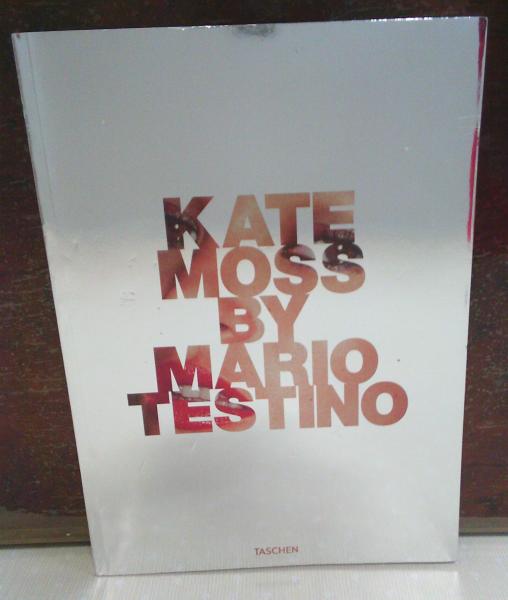 KATE
MOSS
BY
MARIO
TESTINO
TASCHEN